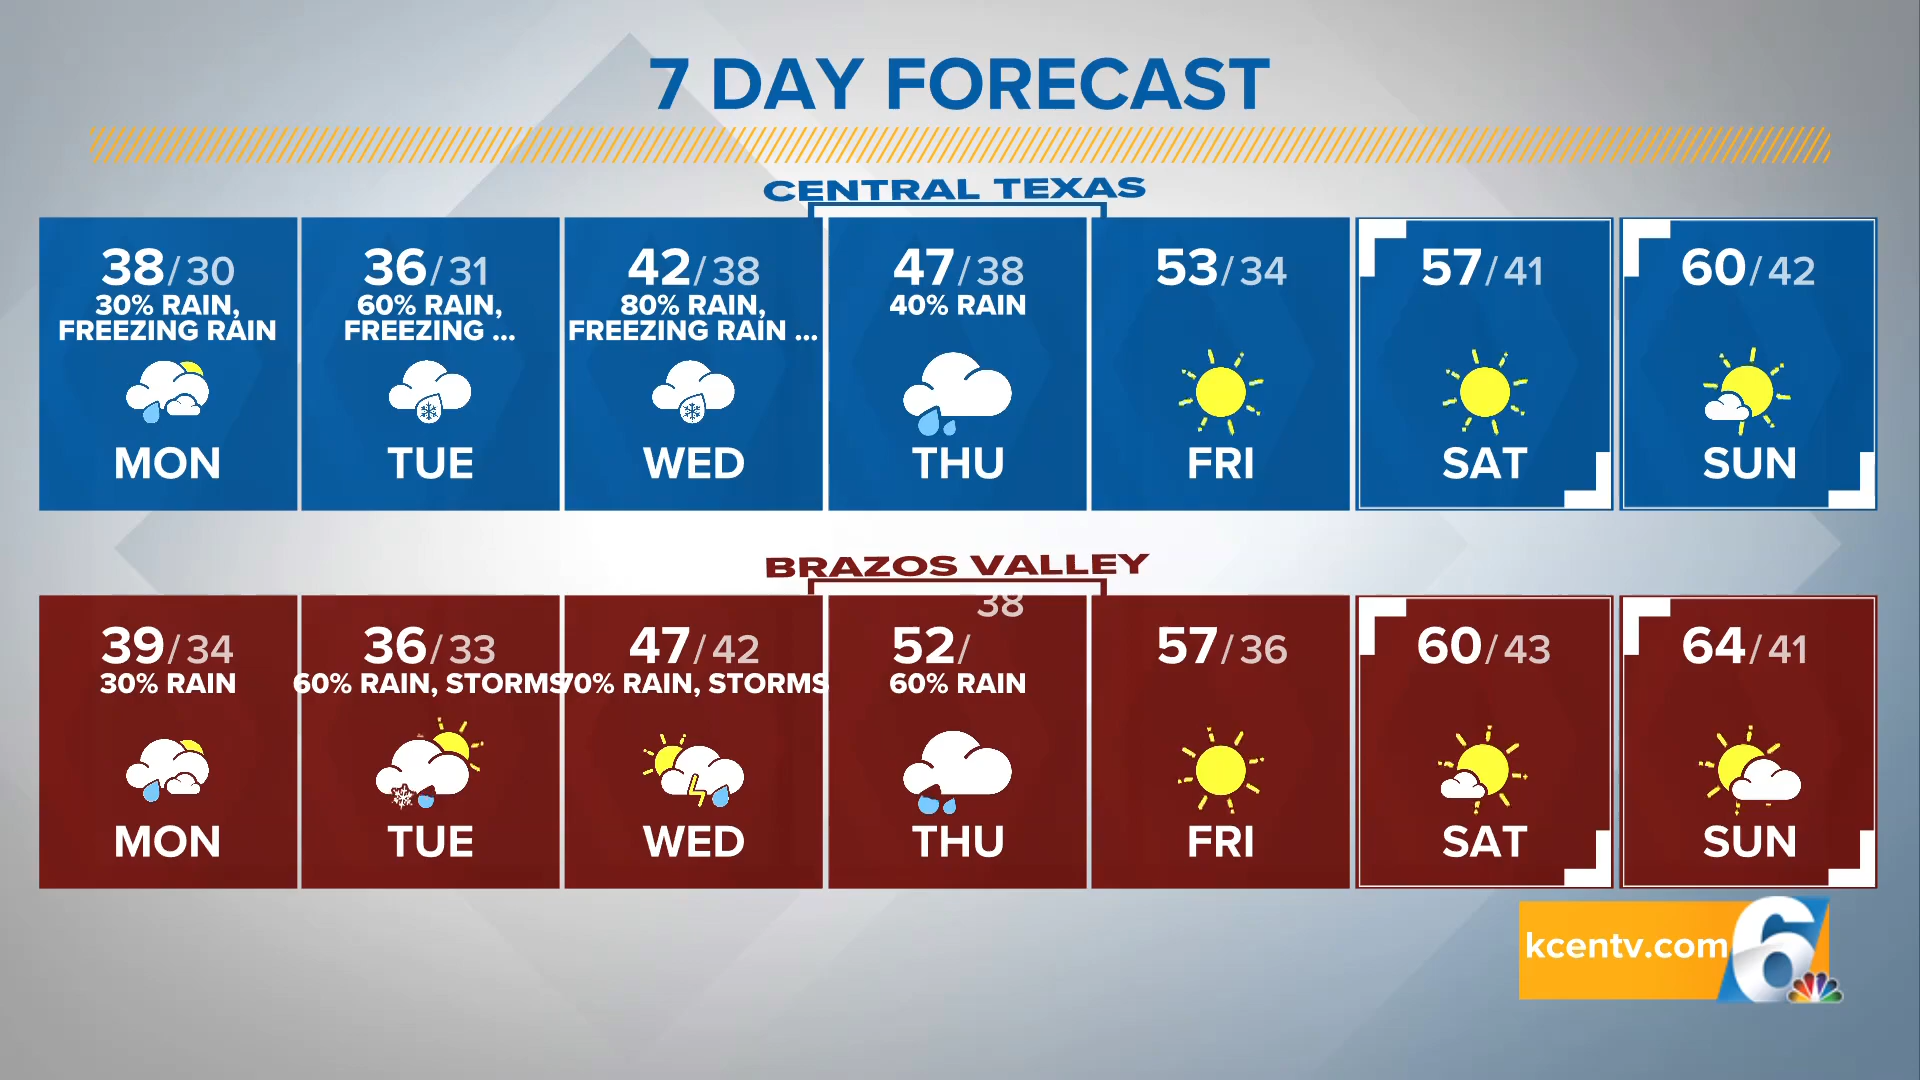 7 DAY FORECAST
CENTRAL TEXAS
38/30
30% RAIN,
FREEZING RAIN
MON
36/31
60% RAIN,
FREEZING ...
TUE
42/38
80% RAIN,
FREEZING RAIN ...
WED
47/38
40% RAIN
THU
53/34
FRI
57/41
SAT
60/42
SUN
BRAZOS VALLEY
39/34
30% RAIN
MON
36/33
60% RAIN, STORMS
TUE
47/42
70% RAIN, STORMS
WED
38
52/
60% RAIN
THU
57/36
FRI
60/43
SAT
64/41
SUN
kcentv.com 6